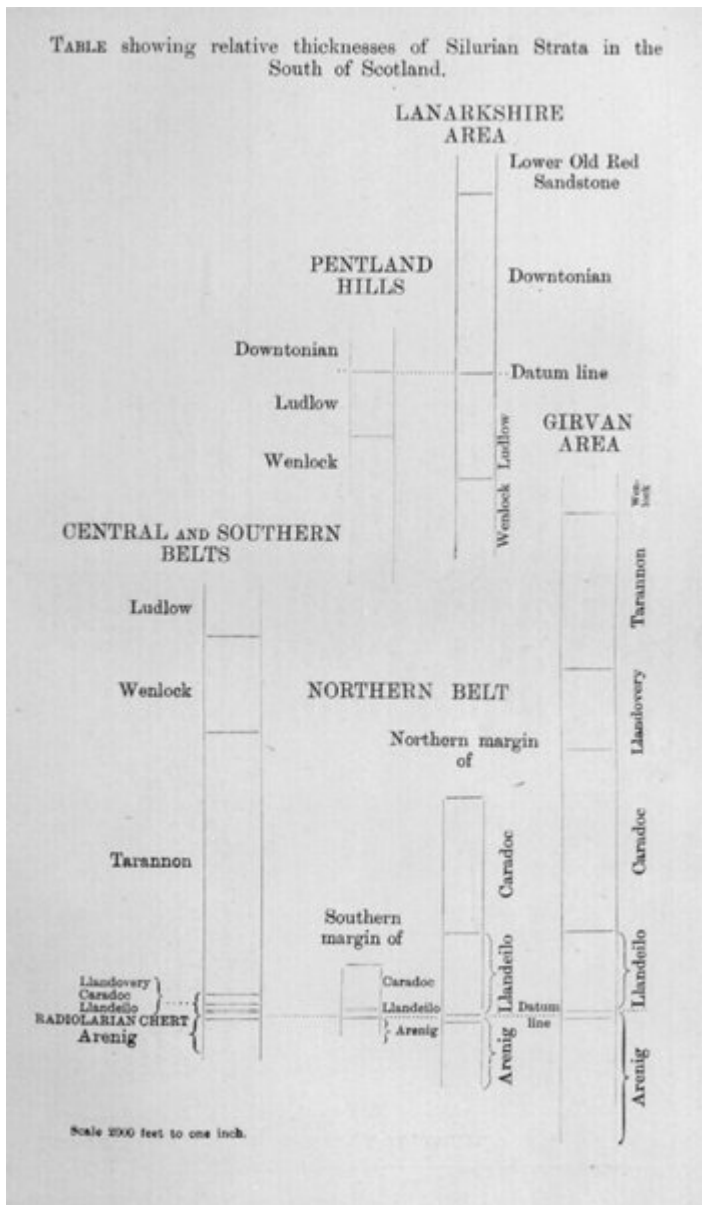 TABLE showing relative thicknesses of Silurian Strata in the
South of Scotland.
LANARKSHIRE
AREA
Lower Old Red
Sandstone
Downtonian
Datum line
Ludlow
Wenlock
PENTLAND
HILLS
Downtonian
Ludlow
Wenlock
GIRVAN
AREA
Wen-
lock
Tarannon
Llandovery
Caradoc
Llandeilo
Arenig
CENTRAL AND SOUTHERN
BELTS
Ludlow
Wenlock
Tarannon
Llandovery
Caradoc
Llandeilo
RADIOLARIAN CHERT
Arenig
NORTHERN BELT
Northern margin
of
Caradoc
Llandeilo
Arenig
Southern
margin of
Caradoc
Llandeilo
Arenig
Datum
line
Scale 2000 feet to one inch.